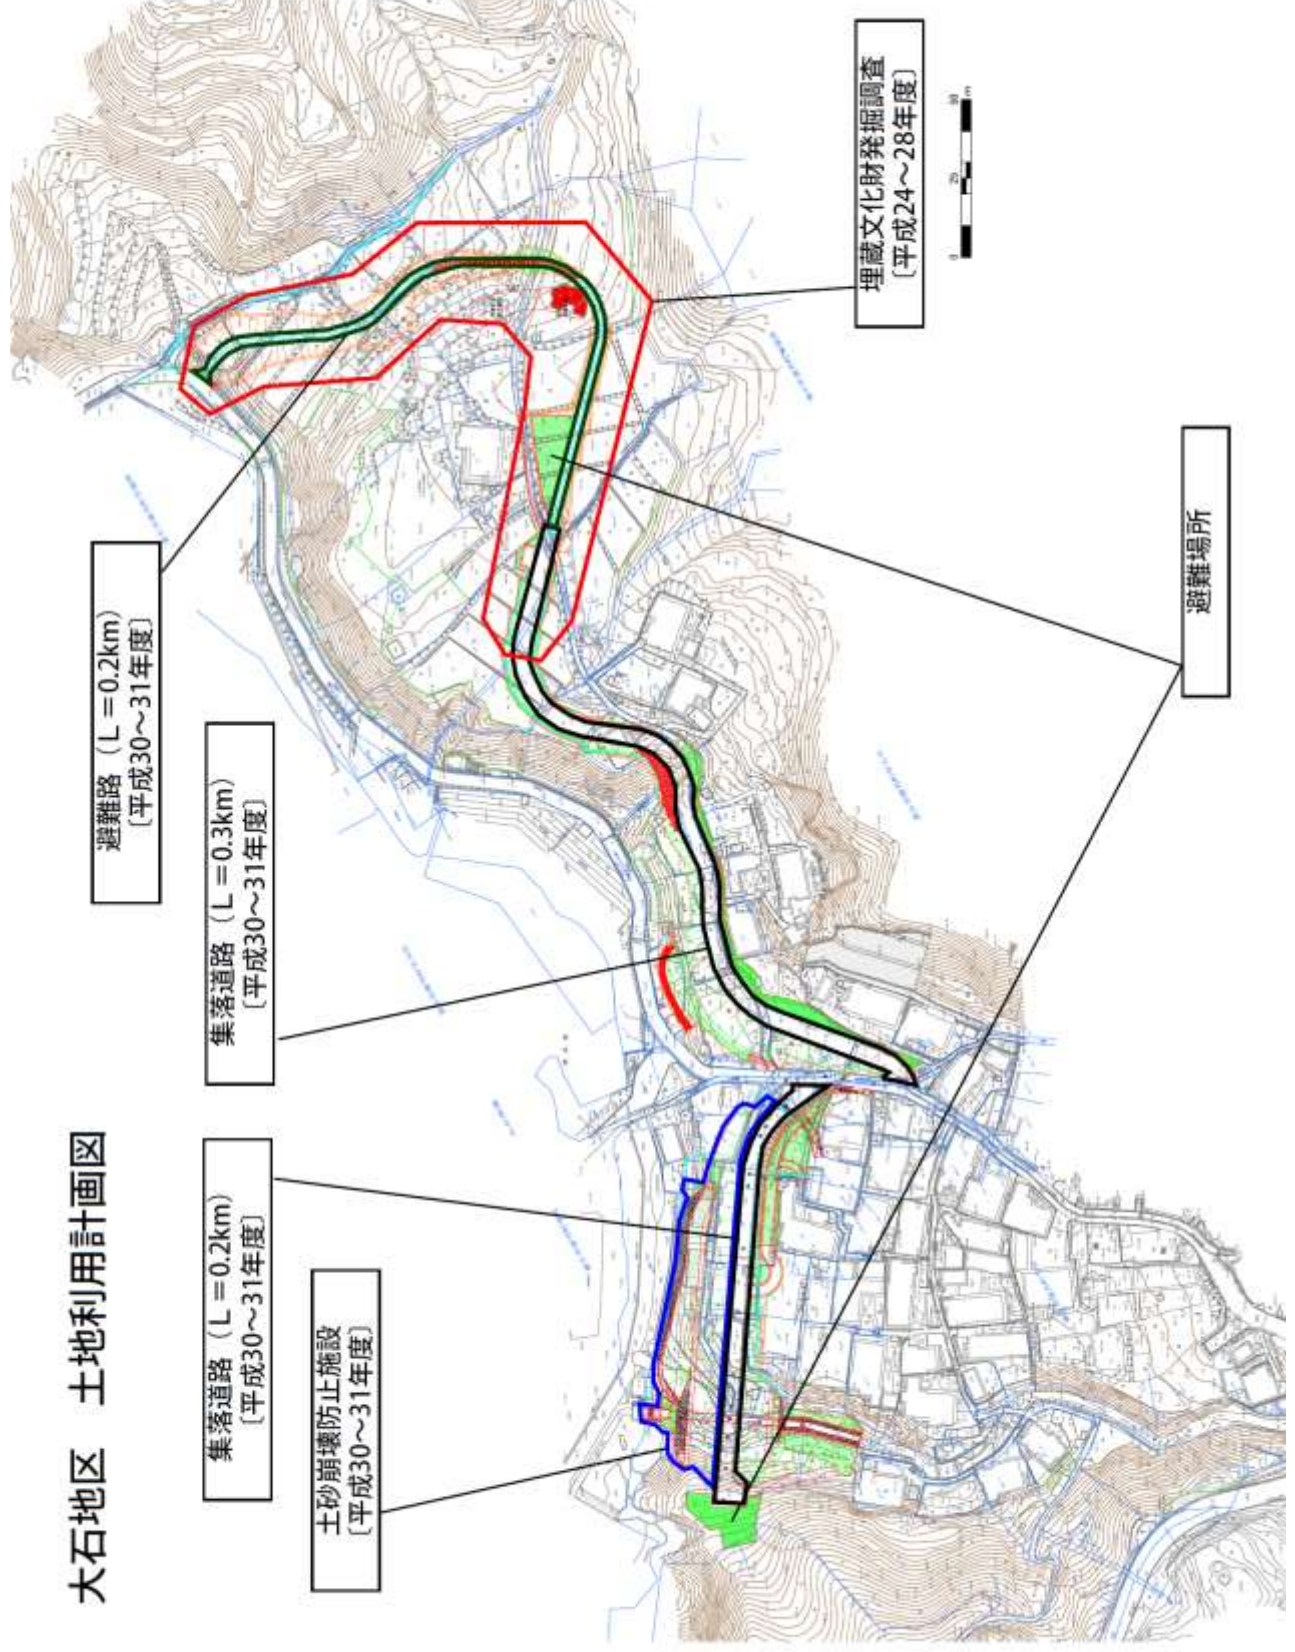 大石地区　土地利用計画図
避難路（Ｌ＝0.2km）
〔平成30～31年度〕
集落道路（Ｌ＝0.3km）
〔平成30～31年度〕
集落道路（Ｌ＝0.2km）
〔平成30～31年度〕
土砂崩壊防止施設
〔平成30～31年度〕
埋蔵文化財発掘調査
〔平成24～28年度〕
避難場所
0 25 50 m